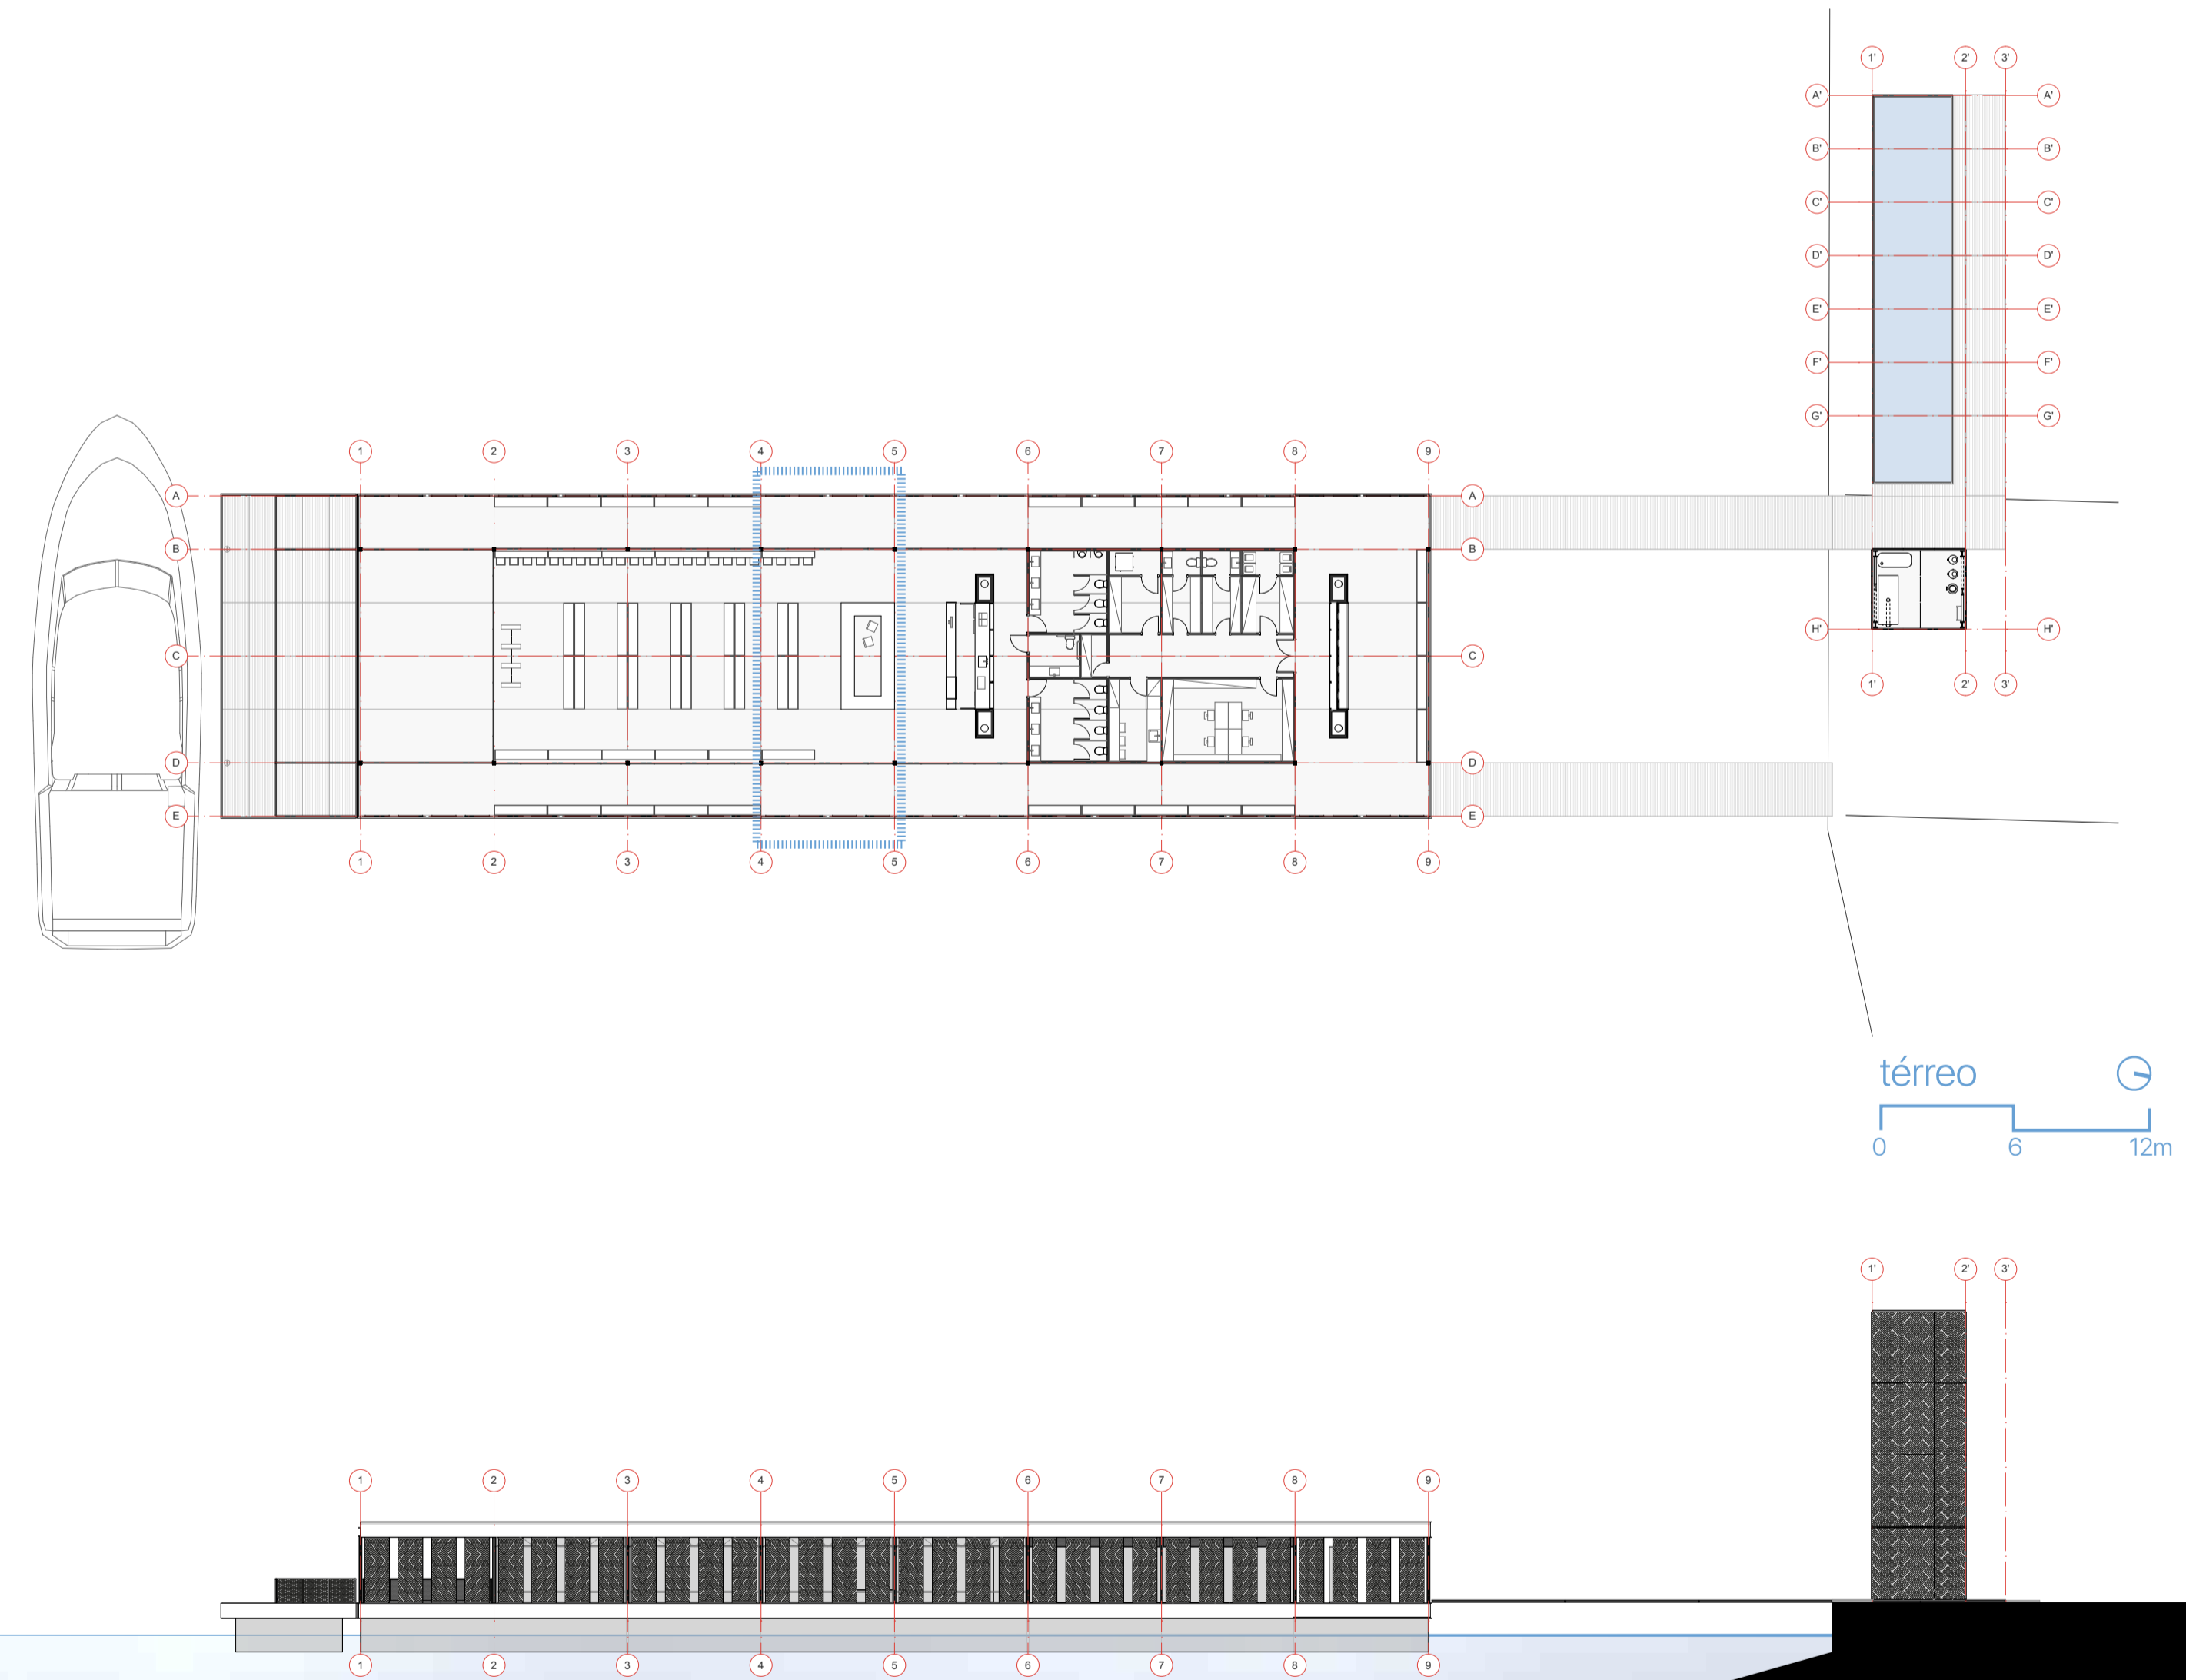 1' 2' 3'
A' A'
B' B'
C' C'
D' D'
E' E'
F' F'
G' G'
1 2 3 4 5 6 7 8 9
A A
B B
H' H'
C C
1' 2' 3'
D D
E E
1 2 3 4 5 6 7 8 9
térreo
0 6 12m
1' 2' 3'
1 2 3 4 5 6 7 8 9
1 2 3 4 5 6 7 8 9